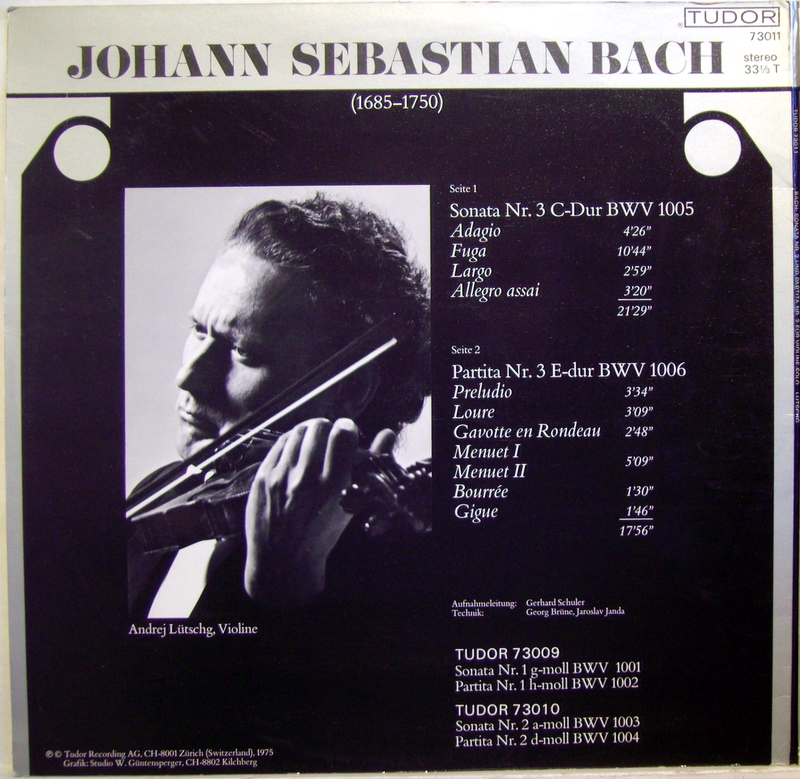 ® TUDOR
73011
JOHANN SEBASTIAN BACH
stereo
33⅓ T
(1685–1750)
Seite 1
Sonata Nr. 3 C-Dur BWV 1005
Adagio 4'26”
Fuga 10'44”
Largo 2'59”
Allegro assai 3'20”
21'29”
Seite 2
Partita Nr. 3 E-dur BWV 1006
Preludio 3'34”
Loure 3'09”
Gavotte en Rondeau 2'48”
Menuet I
Menuet II 5'09”
Bourrée 1'30”
Gigue 1'46”
17'56”
Aufnahmeleitung: Gerhard Schuler
Technik: Georg Brüne, Jaroslav Janda
Andrej Lütschg, Violine
TUDOR 73009
Sonata Nr. 1 g-moll BWV 1001
Partita Nr. 1 h-moll BWV 1002
TUDOR 73010
Sonata Nr. 2 a-moll BWV 1003
Partita Nr. 2 d-moll BWV 1004
℗ © Tudor Recording AG, CH-8001 Zürich (Switzerland), 1975
Grafik: Studio W. Güntensperger, CH-8802 Kilchberg
TUDOR 73011